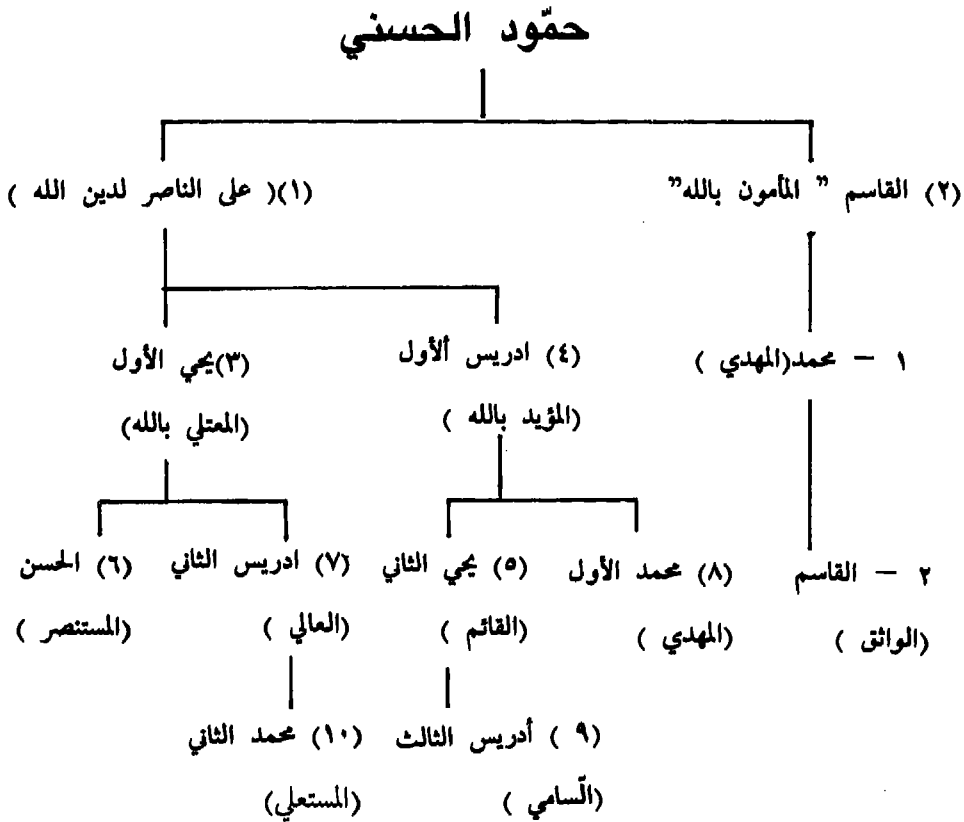 حمّود الحسني
(٢) القاسم " المأمون بالله" (١)( على الناصر لدين الله )
١ – محمد(المهدي ) (٤) ادريس ألأول (٣)يحي الأول
(المؤيد بالله ) (المعتلي بالله)
٢ – القاسم (٨) محمد الأول (٥) يحي الثاني (٧) ادريس الثاني (٦) الحسن
(الواثق ) (المهدي ) (القائم ) (العالي ) (المستنصر )
(٩ ) أدريس الثالث (١٠) محمد الثاني
(الّسامي ) (المستعلي)